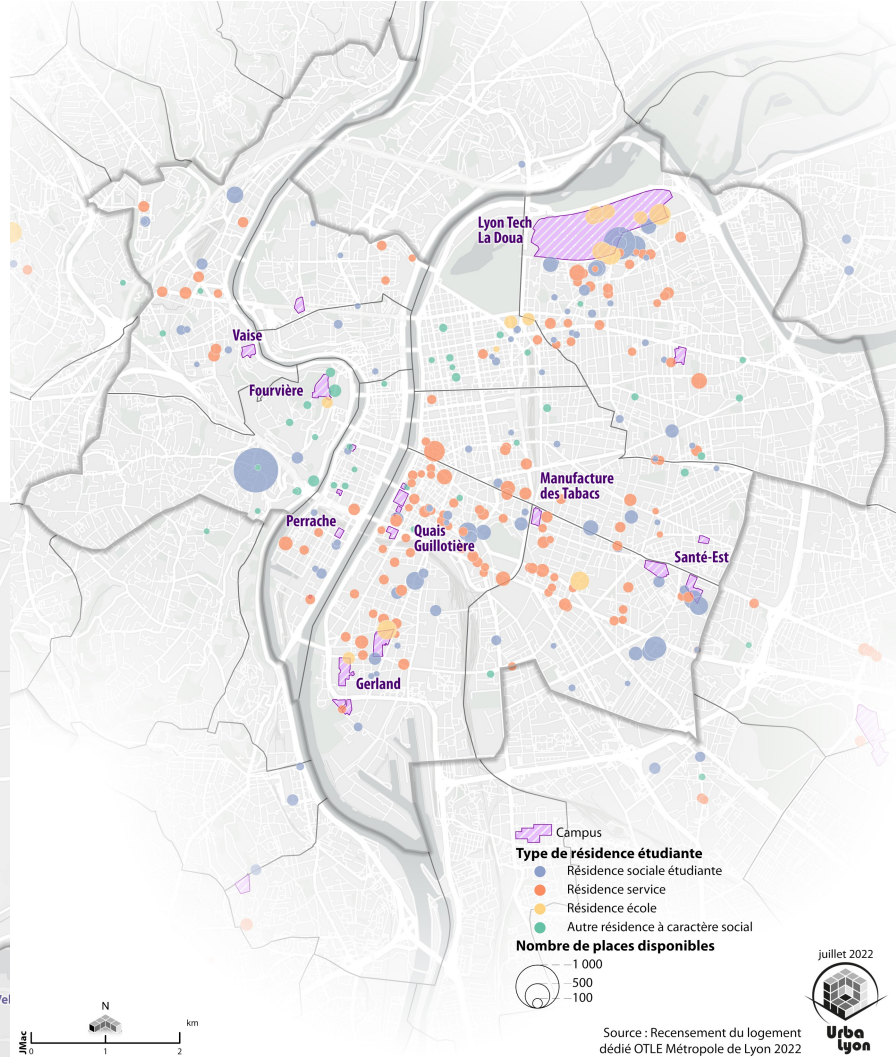 Lyon Tech
La Doua
Vaise
Fourvière
Manufacture
des Tabacs
Perrache
Quais
Guillotière
Santé-Est
Gerland
Campus
Type de résidence étudiante
Résidence sociale étudiante
Résidence service
Résidence école
Autre résidence à caractère social
Nombre de places disponibles
1 000
500
100
juillet 2022
Urba
Lyon
N
km
0 1 2
JMac
Source : Recensement du logement
dédié OTLE Métropole de Lyon 2022